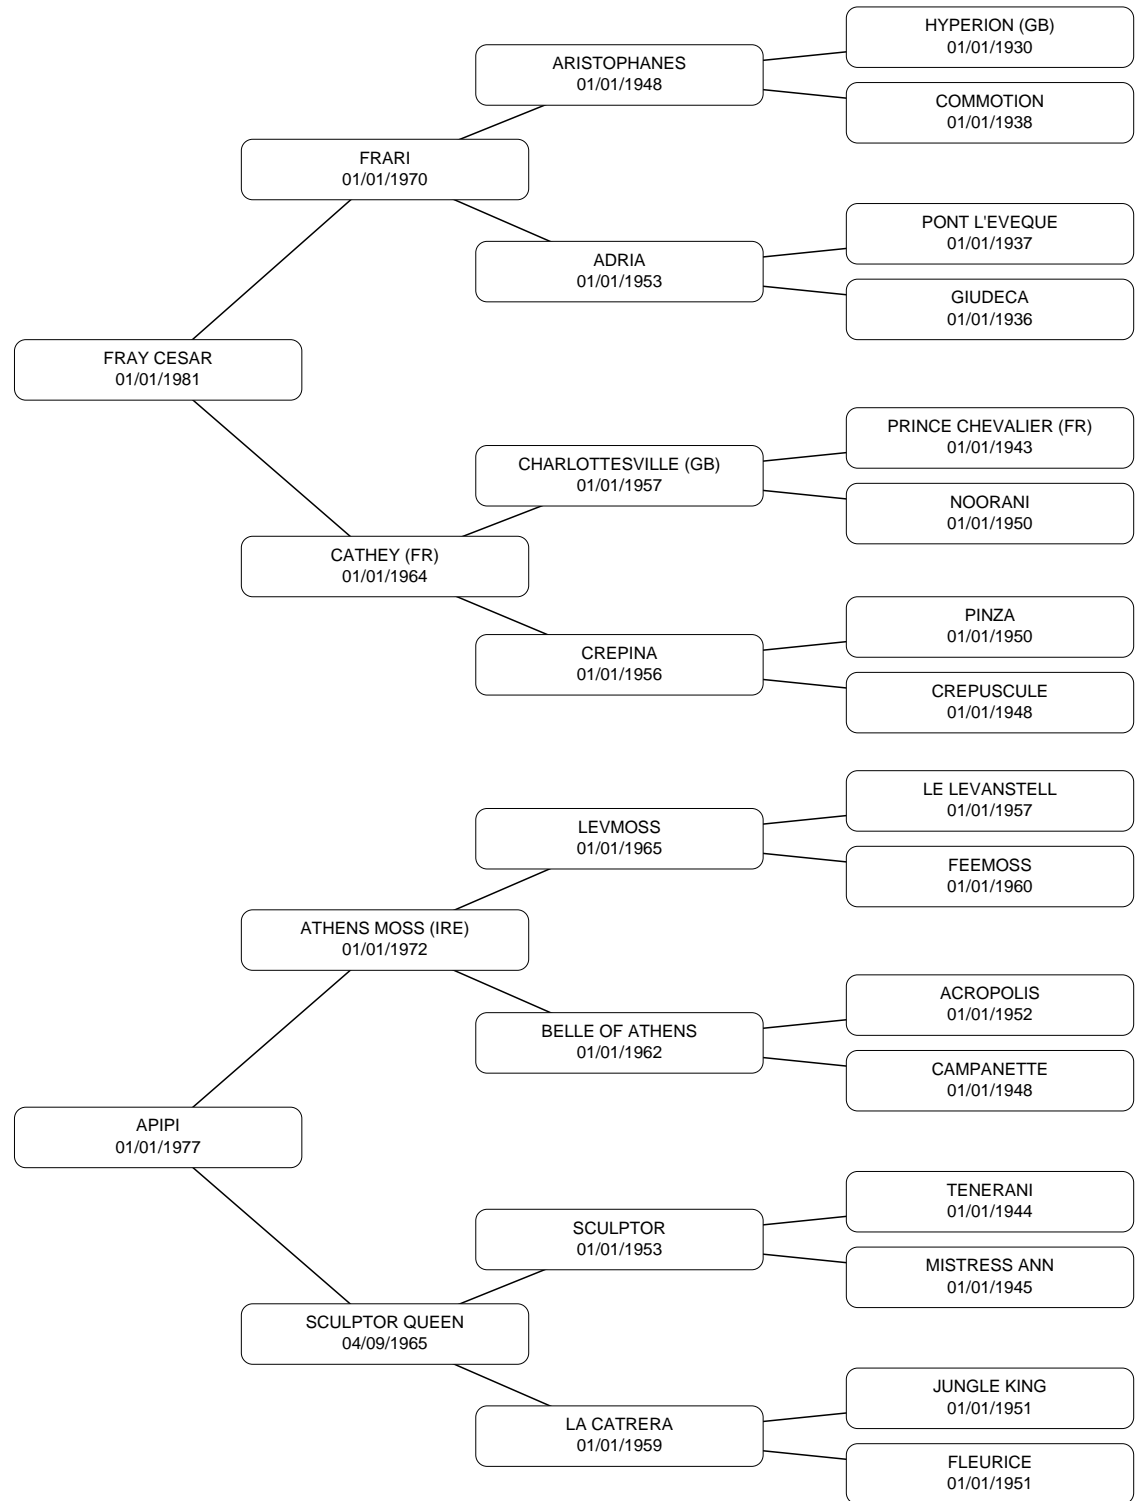 HYPERION (GB)
01/01/1930
ARISTOPHANES
01/01/1948
COMMOTION
01/01/1938
FRARI
01/01/1970
PONT L'EVEQUE
01/01/1937
ADRIA
01/01/1953
GIUDECA
01/01/1936
FRAY CESAR
01/01/1981
PRINCE CHEVALIER (FR)
01/01/1943
CHARLOTTESVILLE (GB)
01/01/1957
NOORANI
01/01/1950
CATHEY (FR)
01/01/1964
PINZA
01/01/1950
CREPINA
01/01/1956
CREPUSCULE
01/01/1948
LE LEVANSTELL
01/01/1957
LEVMOSS
01/01/1965
FEEMOSS
01/01/1960
ATHENS MOSS (IRE)
01/01/1972
ACROPOLIS
01/01/1952
BELLE OF ATHENS
01/01/1962
CAMPANETTE
01/01/1948
APIPI
01/01/1977
TENERANI
01/01/1944
SCULPTOR
01/01/1953
MISTRESS ANN
01/01/1945
SCULPTOR QUEEN
04/09/1965
JUNGLE KING
01/01/1951
LA CATRERA
01/01/1959
FLEURICE
01/01/1951